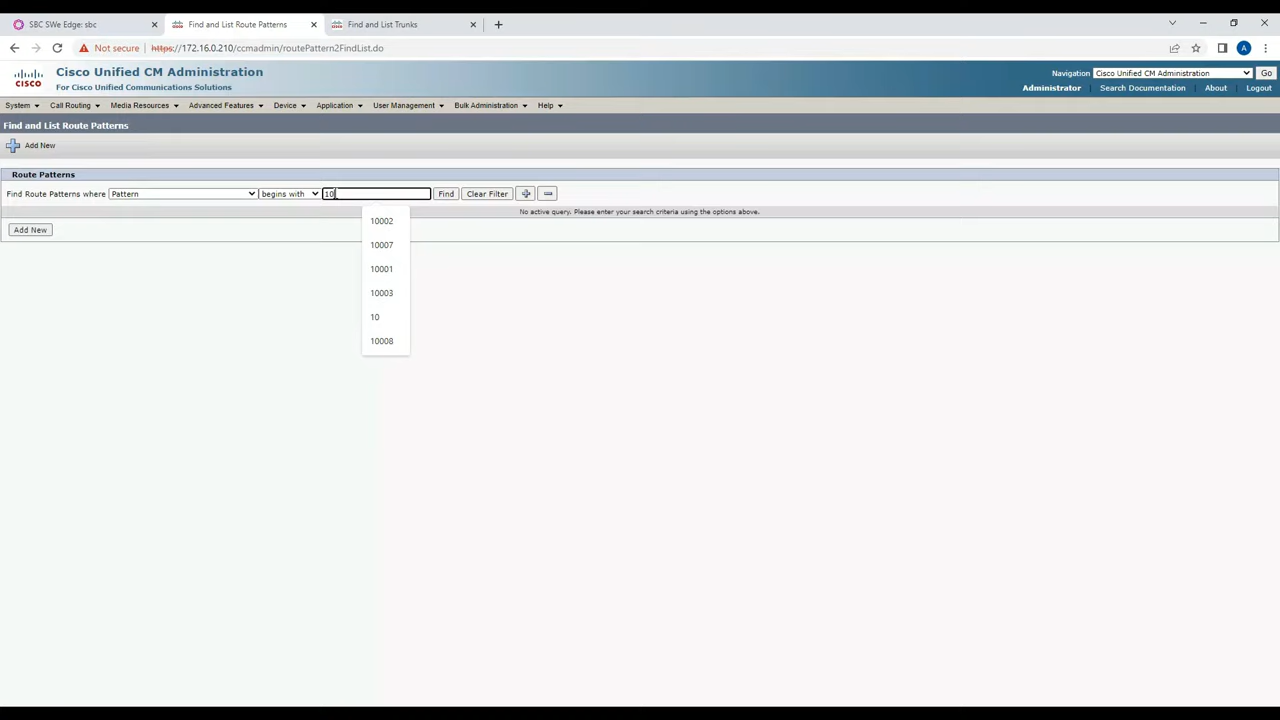 SBC SWe Edge: sbc
Find and List Route Patterns
Find and List Trunks
Not secure https://172.16.0.210/ccmadmin/routePattern2FindList.do
A
CISCO
Cisco Unified CM Administration
For Cisco Unified Communications Solutions
Navigation Cisco Unified CM Administration Go
Administrator Search Documentation About Logout
System Call Routing Media Resources Advanced Features Device Application User Management Bulk Administration Help
Find and List Route Patterns
Add New
Route Patterns
Find Route Patterns where Pattern begins with 10 Find Clear Filter
No active query. Please enter your search criteria using the options above.
Add New
10002
10007
10001
10003
10
10008